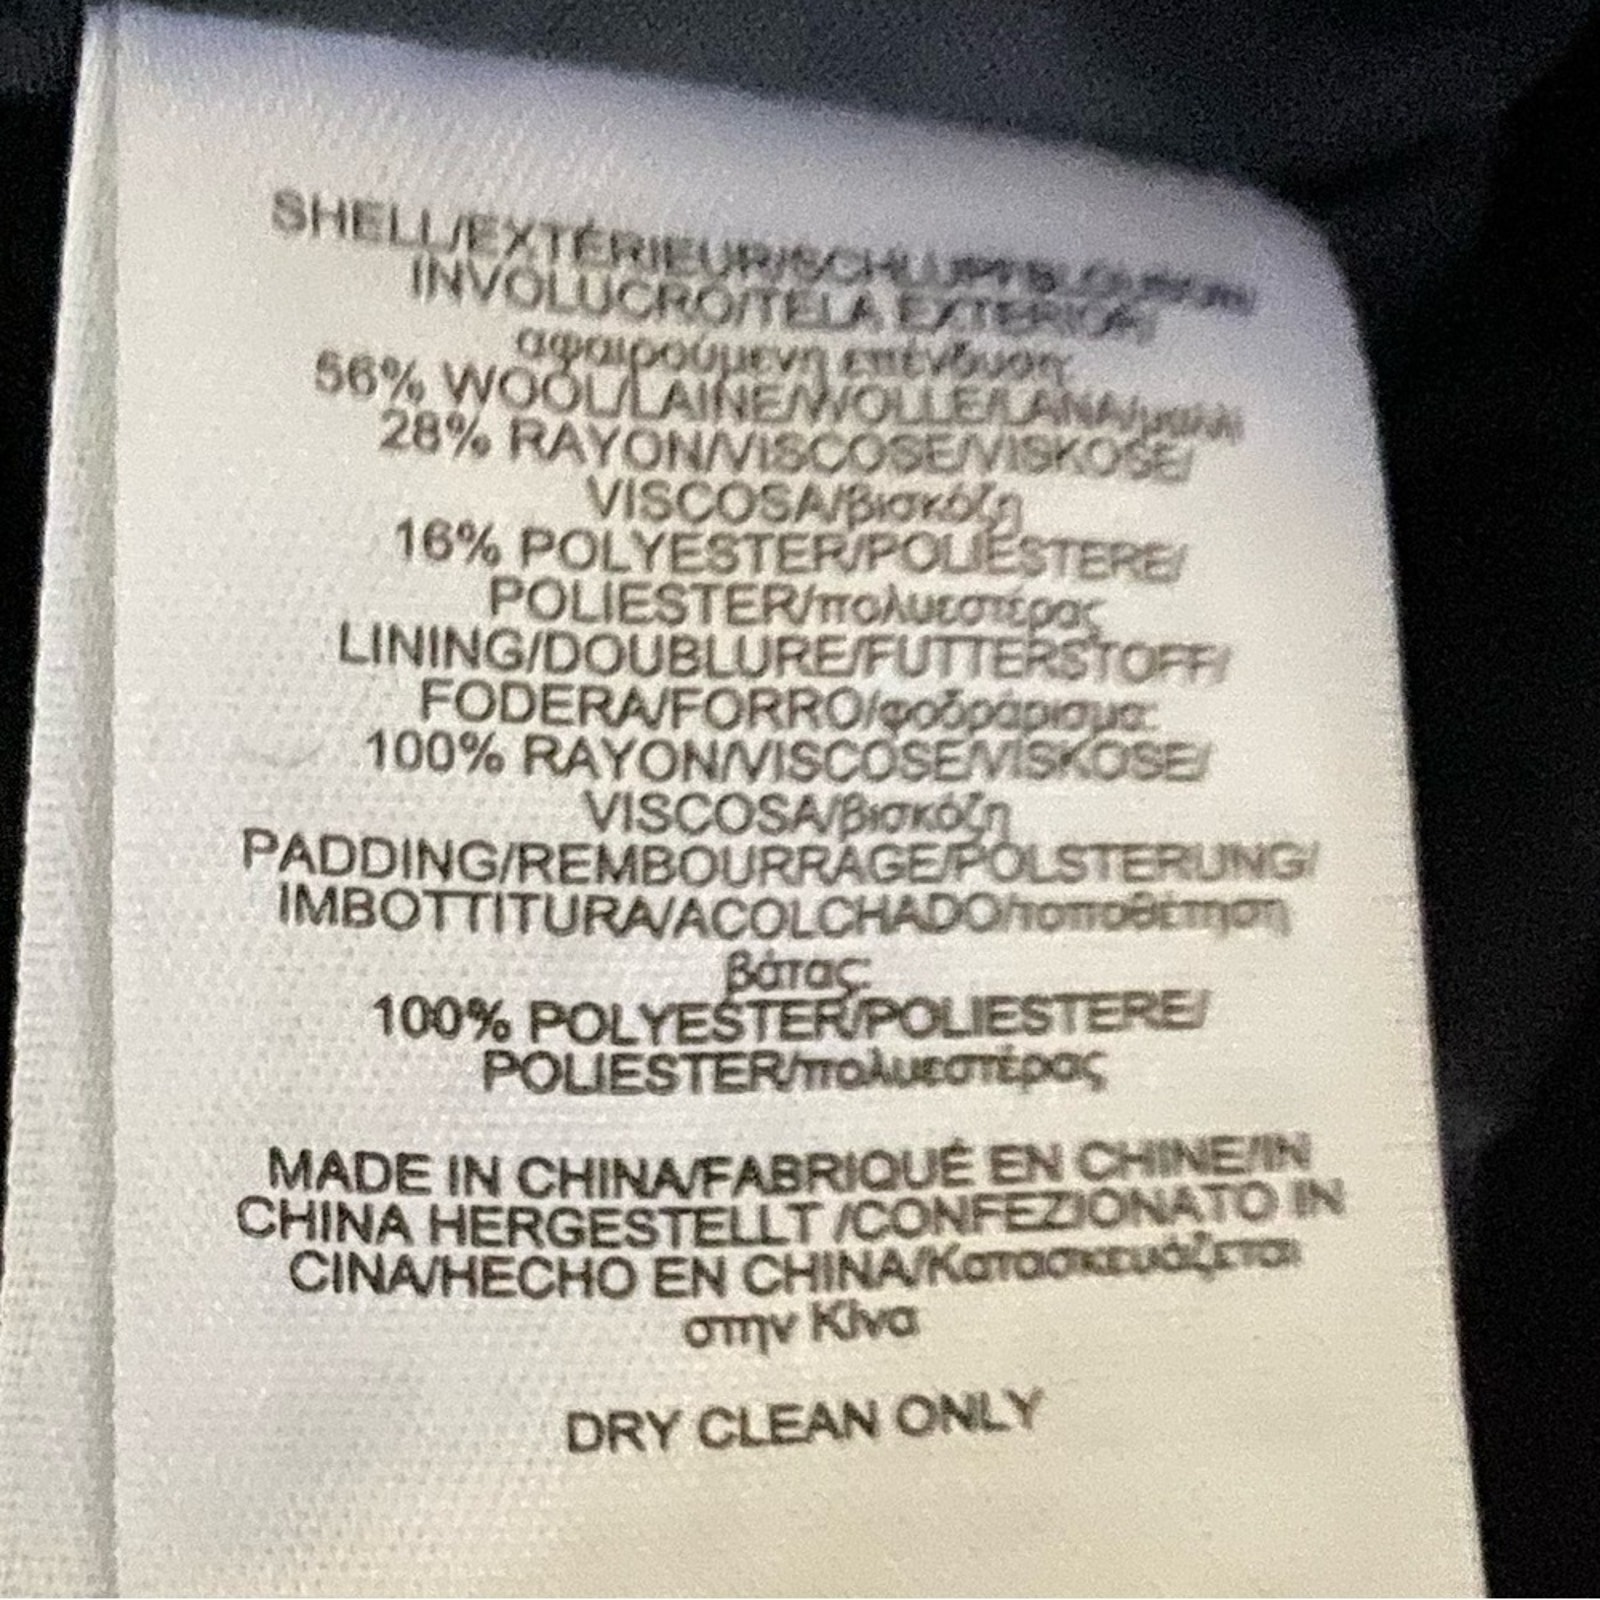 SHELL/EXTÉRIEUR/SCHLUPFBLOUSON/
INVOLUCRO/TELA EXTERIOR/
αφαιρούμενη επένδυση:
56% WOOL/LAINE/WOLLE/LANA/μαλλί
28% RAYON/VISCOSE/VISKOSE/
VISCOSA/βισκόζη
16% POLYESTER/POLIESTERE/
POLIESTER/πολυεστέρας
LINING/DOUBLURE/FUTTERSTOFF/
FODERA/FORRO/φοδράρισμα:
100% RAYON/VISCOSE/VISKOSE/
VISCOSA/βισκόζη
PADDING/REMBOURRAGE/POLSTERUNG/
IMBOTTITURA/ACOLCHADO/τοποθέτηση
βάτας:
100% POLYESTER/POLIESTERE/
POLIESTER/πολυεστέρας
MADE IN CHINA/FABRIQUÉ EN CHINE/IN
CHINA HERGESTELLT /CONFEZIONATO IN
CINA/HECHO EN CHINA/Κατασκευάζεται
στην Κίνα
DRY CLEAN ONLY